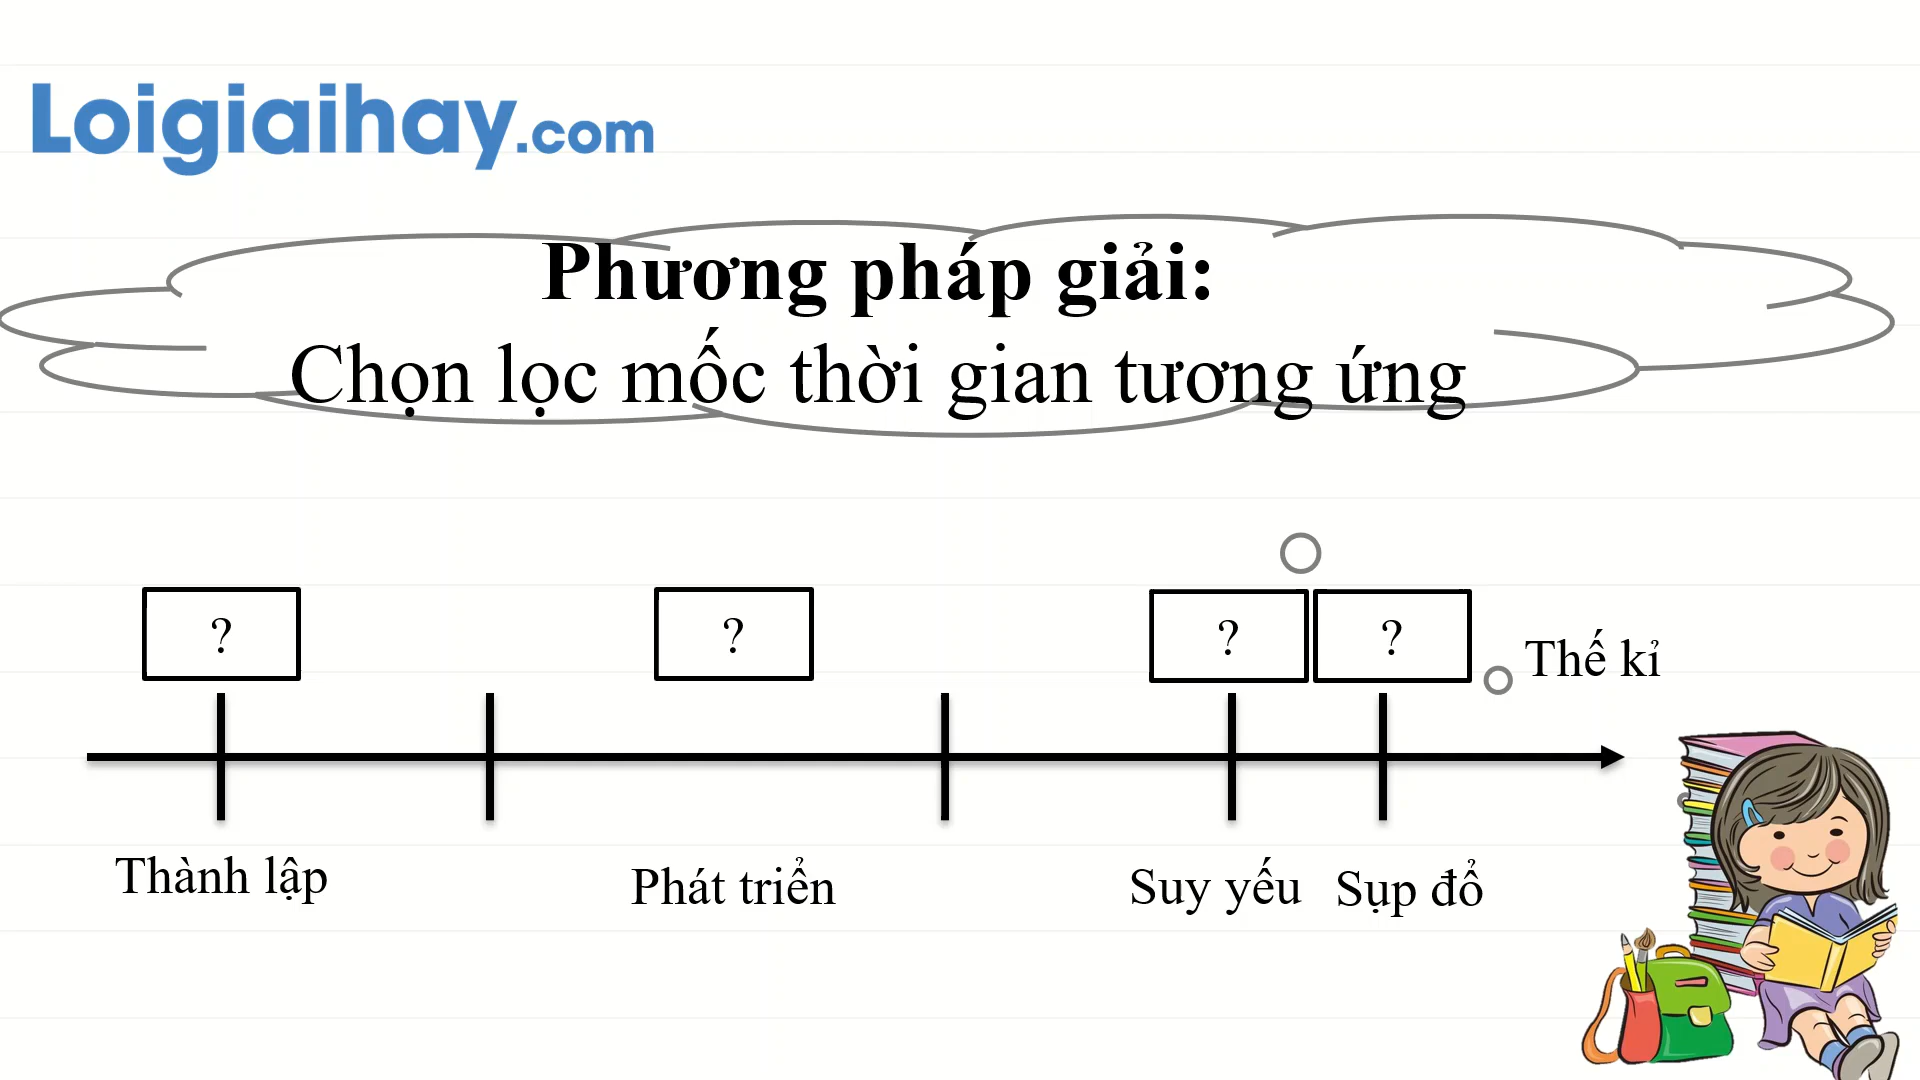 Loigiaihay.com
Phương pháp giải:
Chọn lọc mốc thời gian tương ứng
? ? ? ? Thế kỉ
Thành lập Phát triển Suy yếu Sụp đổ